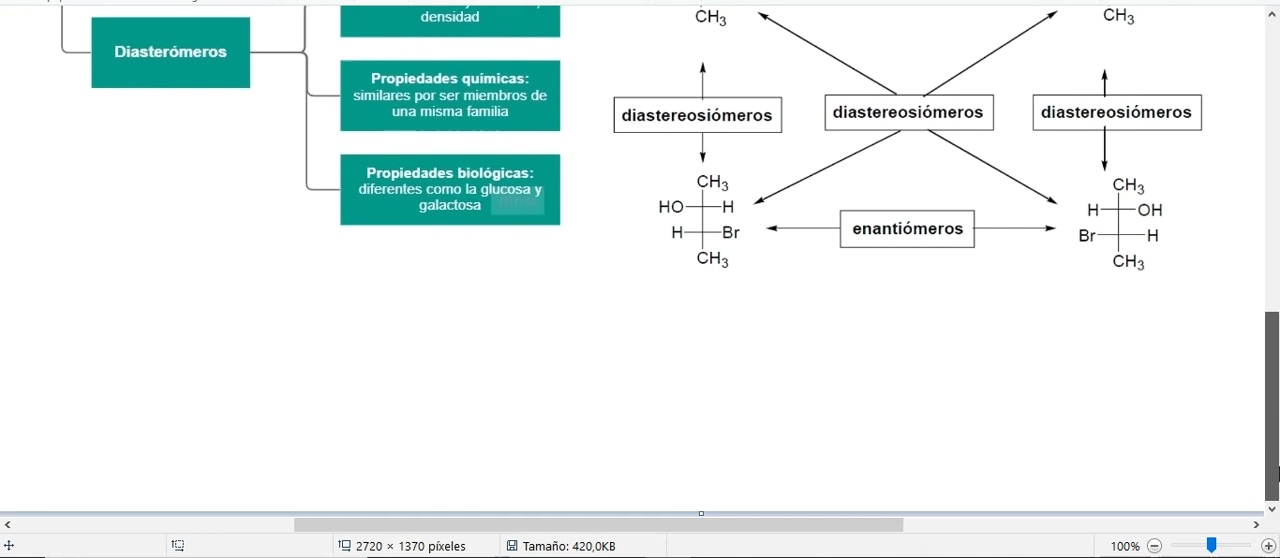 densidad
Diasterómeros
Propiedades químicas:
similares por ser miembros de
una misma familia
Propiedades biológicas:
diferentes como la glucosa y
galactosa
CH3
CH3
diastereosiómeros
diastereosiómeros
diastereosiómeros
CH3
HO H
H Br
CH3
enantiómeros
CH3
H OH
Br H
CH3
2720 × 1370 píxeles
Tamaño: 420,0KB
100%